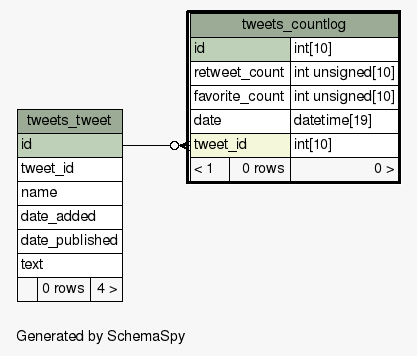 tweets_countlog
id int[10]
retweet_count int unsigned[10]
favorite_count int unsigned[10]
date datetime[19]
tweet_id int[10]
< 1 0 rows 0 >
tweets_tweet
id
tweet_id
name
date_added
date_published
text
0 rows 4 >
Generated by SchemaSpy